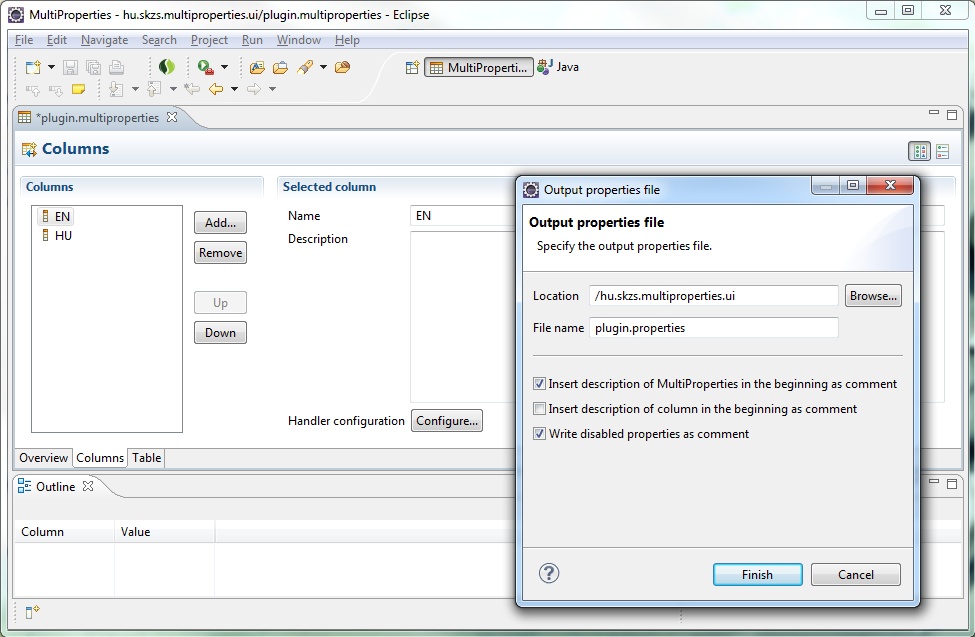 MultiProperties - hu.skzs.multiproperties.ui/plugin.multiproperties - Eclipse
File Edit Navigate Search Project Run Window Help
MultiProperti... Java
*plugin.multiproperties
Columns
Columns
EN
HU
Add...
Remove
Up
Down
Selected column
Name EN
Description
Handler configuration Configure...
Overview Columns Table
Outline
Column Value
Output properties file
Output properties file
Specify the output properties file.
Location /hu.skzs.multiproperties.ui Browse...
File name plugin.properties
Insert description of MultiProperties in the beginning as comment
Insert description of column in the beginning as comment
Write disabled properties as comment
? Finish Cancel